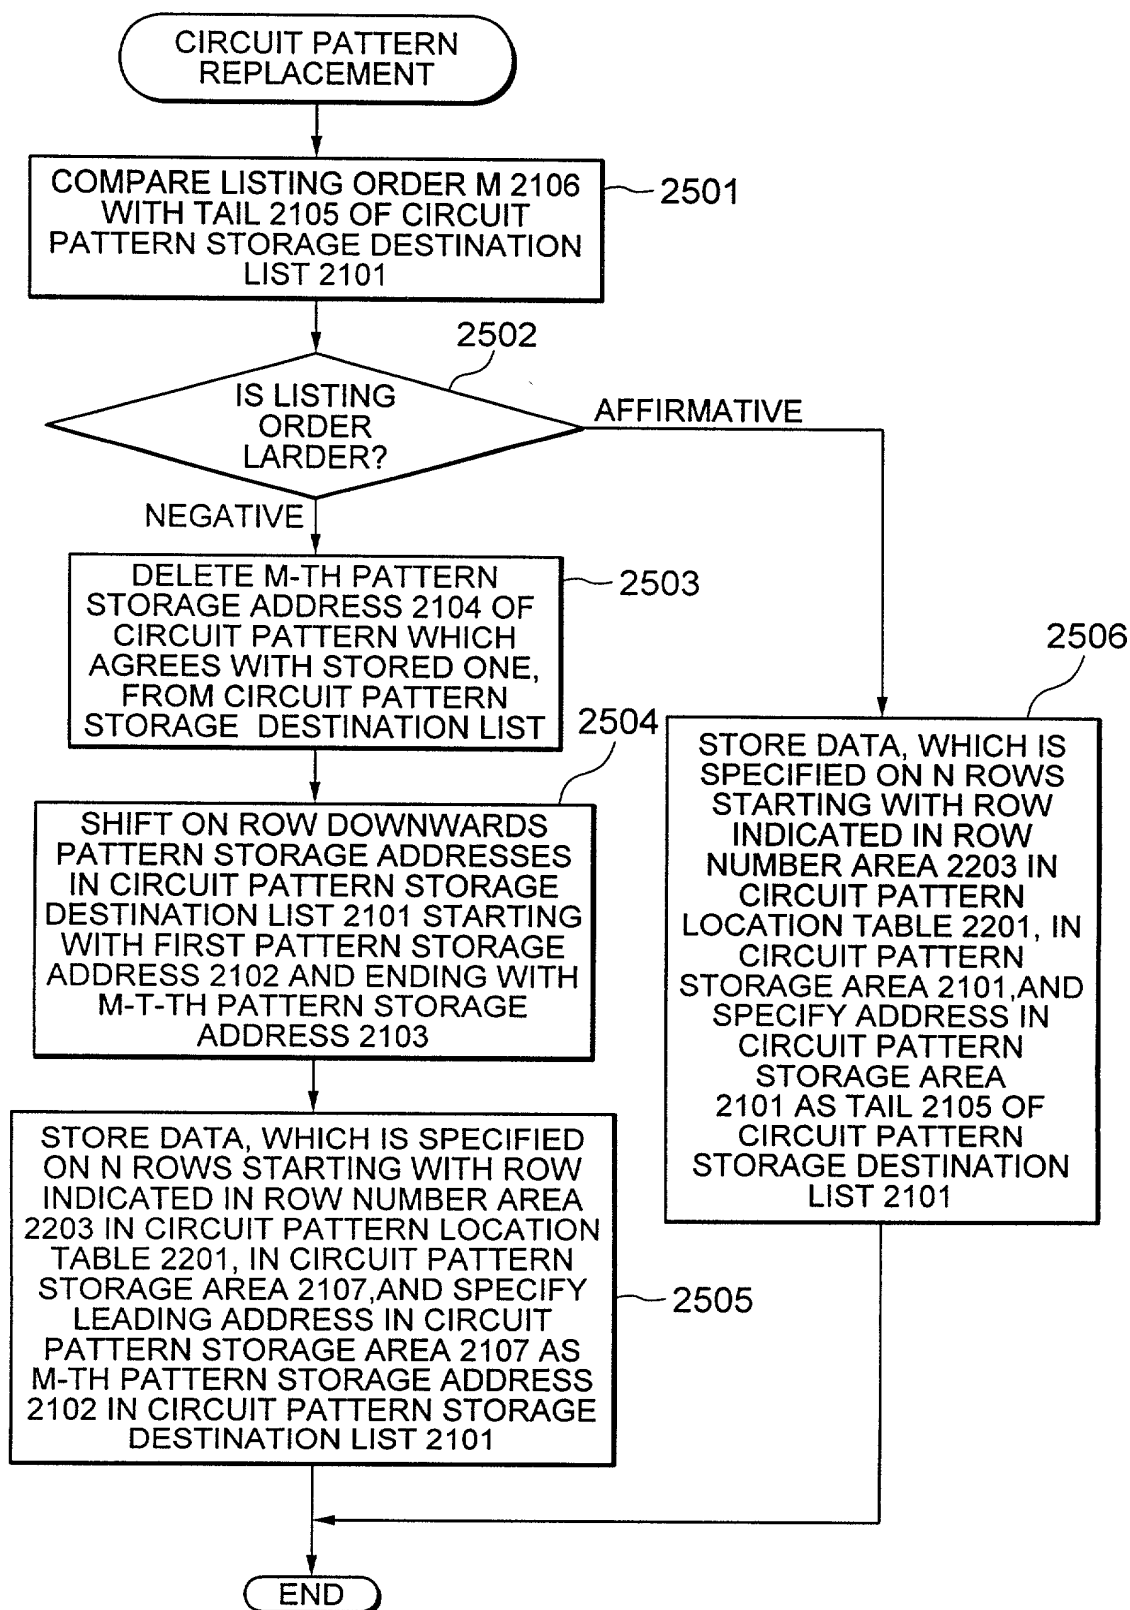 CIRCUIT PATTERN
REPLACEMENT
COMPARE LISTING ORDER M 2106
WITH TAIL 2105 OF CIRCUIT
PATTERN STORAGE DESTINATION
LIST 2101
2501
2502
IS LISTING
ORDER
LARDER?
AFFIRMATIVE
NEGATIVE
DELETE M-TH PATTERN
STORAGE ADDRESS 2104 OF
CIRCUIT PATTERN WHICH
AGREES WITH STORED ONE,
FROM CIRCUIT PATTERN
STORAGE DESTINATION LIST
2503
2504
SHIFT ON ROW DOWNWARDS
PATTERN STORAGE ADDRESSES
IN CIRCUIT PATTERN STORAGE
DESTINATION LIST 2101 STARTING
WITH FIRST PATTERN STORAGE
ADDRESS 2102 AND ENDING WITH
M-T-TH PATTERN STORAGE
ADDRESS 2103
STORE DATA, WHICH IS SPECIFIED
ON N ROWS STARTING WITH ROW
INDICATED IN ROW NUMBER AREA
2203 IN CIRCUIT PATTERN LOCATION
TABLE 2201, IN CIRCUIT PATTERN
STORAGE AREA 2107,AND SPECIFY
LEADING ADDRESS IN CIRCUIT
PATTERN STORAGE AREA 2107 AS
M-TH PATTERN STORAGE ADDRESS
2102 IN CIRCUIT PATTERN STORAGE
DESTINATION LIST 2101
2505
2506
STORE DATA, WHICH IS
SPECIFIED ON N ROWS
STARTING WITH ROW
INDICATED IN ROW
NUMBER AREA 2203 IN
CIRCUIT PATTERN
LOCATION TABLE 2201, IN
CIRCUIT PATTERN
STORAGE AREA 2101,AND
SPECIFY ADDRESS IN
CIRCUIT PATTERN
STORAGE AREA
2101 AS TAIL 2105 OF
CIRCUIT PATTERN
STORAGE DESTINATION
LIST 2101
END